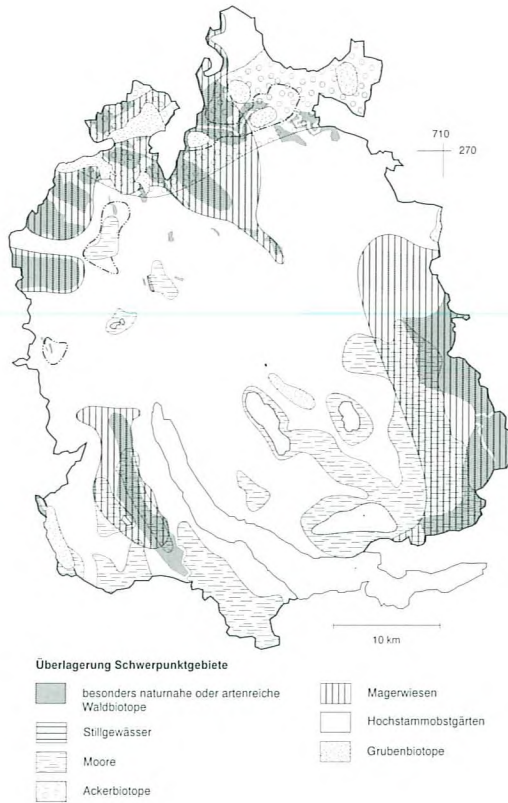 710
270
10 km
Überlagerung Schwerpunktgebiete
besonders naturnahe oder artenreiche
Waldbiotope
Stillgewässer
Moore
Ackerbiotope
Magerwiesen
Hochstammobstgärten
Grubenbiotope